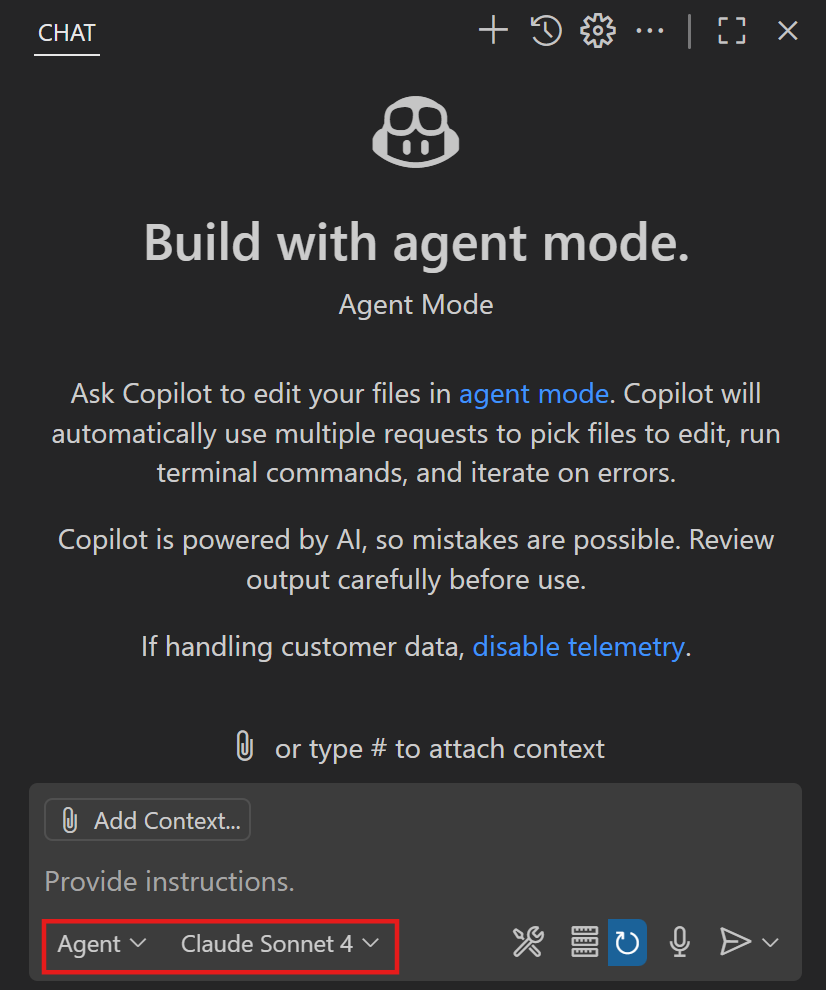 CHAT
Build with agent mode.
Agent Mode
Ask Copilot to edit your files in agent mode. Copilot will
automatically use multiple requests to pick files to edit, run
terminal commands, and iterate on errors.
Copilot is powered by AI, so mistakes are possible. Review
output carefully before use.
If handling customer data, disable telemetry.
or type # to attach context
Add Context...
Provide instructions.
Agent Claude Sonnet 4